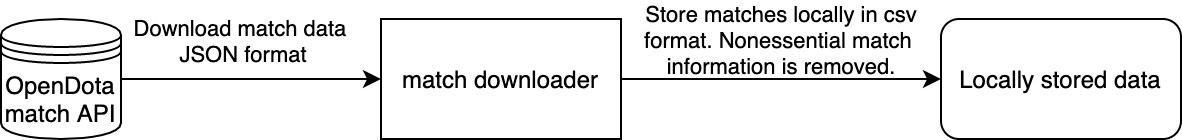 OpenDota
match API
Download match data
JSON format
match downloader
Store matches locally in csv
format. Nonessential match
information is removed.
Locally stored data